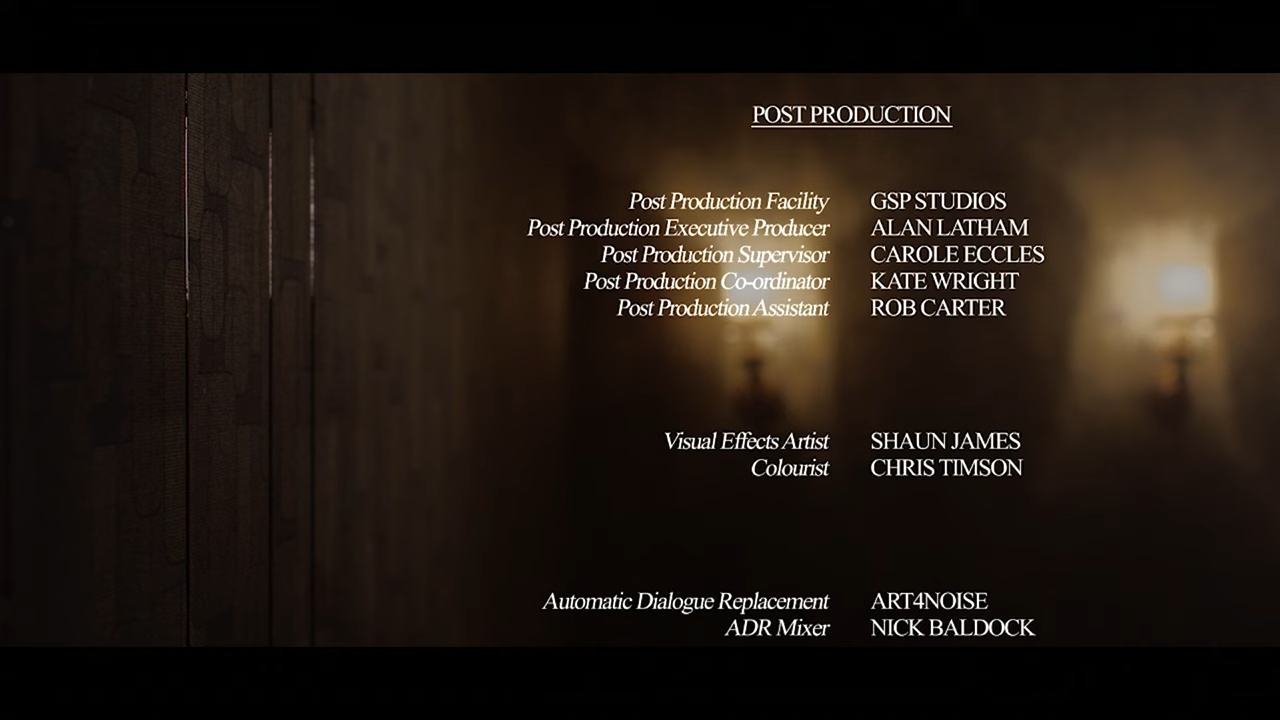 POST PRODUCTION
Post Production Facility GSP STUDIOS
Post Production Executive Producer ALAN LATHAM
Post Production Supervisor CAROLE ECCLES
Post Production Co-ordinator KATE WRIGHT
Post Production Assistant ROB CARTER
Visual Effects Artist SHAUN JAMES
Colourist CHRIS TIMSON
Automatic Dialogue Replacement ART4NOISE
ADR Mixer NICK BALDOCK